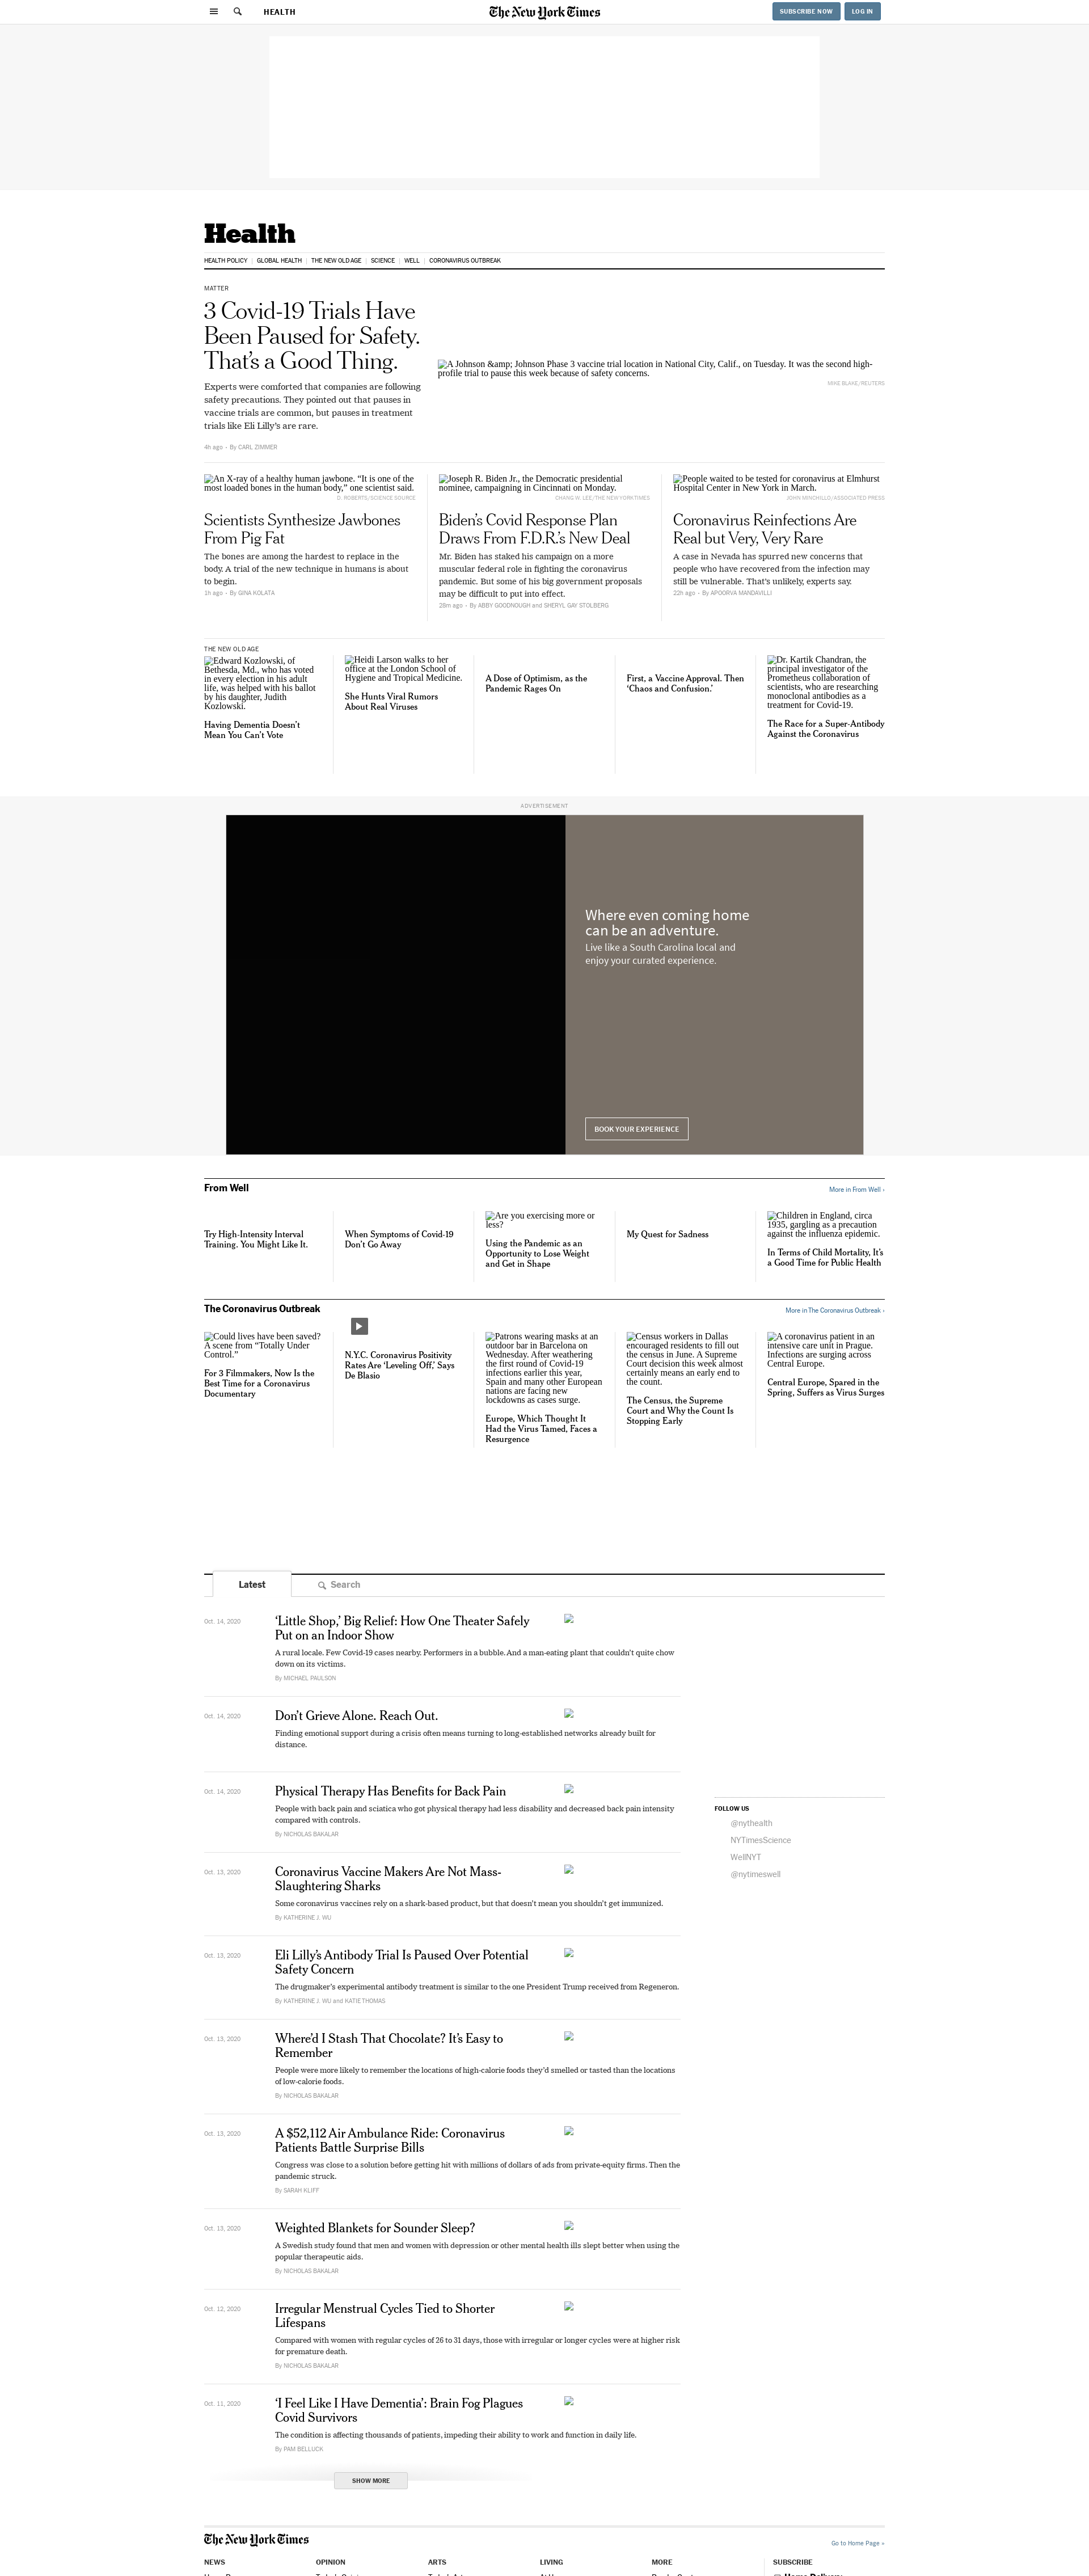 HEALTH
The New York Times
SUBSCRIBE NOW
LOG IN
Health
HEALTH POLICY
GLOBAL HEALTH
THE NEW OLD AGE
SCIENCE
WELL
CORONAVIRUS OUTBREAK
MATTER
3 Covid-19 Trials Have
Been Paused for Safety.
That’s a Good Thing.
Experts were comforted that companies are following
safety precautions. They pointed out that pauses in
vaccine trials are common, but pauses in treatment
trials like Eli Lilly’s are rare.
4h ago - By CARL ZIMMER
A Johnson &amp; Johnson Phase 3 vaccine trial location in National City, Calif., on Tuesday. It was the second high-
profile trial to pause this week because of safety concerns.
MIKE BLAKE/REUTERS
An X-ray of a healthy human jawbone. “It is one of the
most loaded bones in the human body,” one scientist said.
D. ROBERTS/SCIENCE SOURCE
Scientists Synthesize Jawbones
From Pig Fat
The bones are among the hardest to replace in the
body. A trial of the new technique in humans is about
to begin.
1h ago - By GINA KOLATA
Joseph R. Biden Jr., the Democratic presidential
nominee, campaigning in Cincinnati on Monday.
CHANG W. LEE/THE NEW YORK TIMES
Biden’s Covid Response Plan
Draws From F.D.R.’s New Deal
Mr. Biden has staked his campaign on a more
muscular federal role in fighting the coronavirus
pandemic. But some of his big government proposals
may be difficult to put into effect.
28m ago - By ABBY GOODNOUGH and SHERYL GAY STOLBERG
People waited to be tested for coronavirus at Elmhurst
Hospital Center in New York in March.
JOHN MINCHILLO/ASSOCIATED PRESS
Coronavirus Reinfections Are
Real but Very, Very Rare
A case in Nevada has spurred new concerns that
people who have recovered from the infection may
still be vulnerable. That’s unlikely, experts say.
22h ago - By APOORVA MANDAVILLI
THE NEW OLD AGE
Edward Kozlowski, of
Bethesda, Md., who has voted
in every election in his adult
life, was helped with his ballot
by his daughter, Judith
Kozlowski.
Having Dementia Doesn’t
Mean You Can’t Vote
Heidi Larson walks to her
office at the London School of
Hygiene and Tropical Medicine.
She Hunts Viral Rumors
About Real Viruses
A Dose of Optimism, as the
Pandemic Rages On
First, a Vaccine Approval. Then
‘Chaos and Confusion.’
Dr. Kartik Chandran, the
principal investigator of the
Prometheus collaboration of
scientists, who are researching
monoclonal antibodies as a
treatment for Covid-19.
The Race for a Super-Antibody
Against the Coronavirus
ADVERTISEMENT
Where even coming home
can be an adventure.
Live like a South Carolina local and
enjoy your curated experience.
BOOK YOUR EXPERIENCE
From Well
More in From Well ›
Try High-Intensity Interval
Training. You Might Like It.
When Symptoms of Covid-19
Don’t Go Away
Are you exercising more or
less?
Using the Pandemic as an
Opportunity to Lose Weight
and Get in Shape
My Quest for Sadness
Children in England, circa
1935, gargling as a precaution
against the influenza epidemic.
In Terms of Child Mortality, It’s
a Good Time for Public Health
The Coronavirus Outbreak
More in The Coronavirus Outbreak ›
Could lives have been saved?
A scene from “Totally Under
Control.”
For 3 Filmmakers, Now Is the
Best Time for a Coronavirus
Documentary
N.Y.C. Coronavirus Positivity
Rates Are ‘Leveling Off,’ Says
De Blasio
Patrons wearing masks at an
outdoor bar in Barcelona on
Wednesday. After weathering
the first round of Covid-19
infections earlier this year,
Spain and many other European
nations are facing new
lockdowns as cases surge.
Europe, Which Thought It
Had the Virus Tamed, Faces a
Resurgence
Census workers in Dallas
encouraged residents to fill out
the census in June. A Supreme
Court decision this week almost
certainly means an early end to
the count.
The Census, the Supreme
Court and Why the Count Is
Stopping Early
A coronavirus patient in an
intensive care unit in Prague.
Infections are surging across
Central Europe.
Central Europe, Spared in the
Spring, Suffers as Virus Surges
Latest
Search
Oct. 14, 2020
‘Little Shop,’ Big Relief: How One Theater Safely
Put on an Indoor Show
A rural locale. Few Covid-19 cases nearby. Performers in a bubble. And a man-eating plant that couldn’t quite chow
down on its victims.
By MICHAEL PAULSON
Oct. 14, 2020
Don’t Grieve Alone. Reach Out.
Finding emotional support during a crisis often means turning to long-established networks already built for
distance.
Oct. 14, 2020
Physical Therapy Has Benefits for Back Pain
People with back pain and sciatica who got physical therapy had less disability and decreased back pain intensity
compared with controls.
By NICHOLAS BAKALAR
FOLLOW US
@nythealth
NYTimesScience
WellNYT
@nytimeswell
Oct. 13, 2020
Coronavirus Vaccine Makers Are Not Mass-
Slaughtering Sharks
Some coronavirus vaccines rely on a shark-based product, but that doesn’t mean you shouldn’t get immunized.
By KATHERINE J. WU
Oct. 13, 2020
Eli Lilly’s Antibody Trial Is Paused Over Potential
Safety Concern
The drugmaker’s experimental antibody treatment is similar to the one President Trump received from Regeneron.
By KATHERINE J. WU and KATIE THOMAS
Oct. 13, 2020
Where’d I Stash That Chocolate? It’s Easy to
Remember
People were more likely to remember the locations of high-calorie foods they’d smelled or tasted than the locations
of low-calorie foods.
By NICHOLAS BAKALAR
Oct. 13, 2020
A $52,112 Air Ambulance Ride: Coronavirus
Patients Battle Surprise Bills
Congress was close to a solution before getting hit with millions of dollars of ads from private-equity firms. Then the
pandemic struck.
By SARAH KLIFF
Oct. 13, 2020
Weighted Blankets for Sounder Sleep?
A Swedish study found that men and women with depression or other mental health ills slept better when using the
popular therapeutic aids.
By NICHOLAS BAKALAR
Oct. 12, 2020
Irregular Menstrual Cycles Tied to Shorter
Lifespans
Compared with women with regular cycles of 26 to 31 days, those with irregular or longer cycles were at higher risk
for premature death.
By NICHOLAS BAKALAR
Oct. 11, 2020
‘I Feel Like I Have Dementia’: Brain Fog Plagues
Covid Survivors
The condition is affecting thousands of patients, impeding their ability to work and function in daily life.
By PAM BELLUCK
SHOW MORE
The New York Times
Go to Home Page »
NEWS
OPINION
ARTS
LIVING
MORE
SUBSCRIBE